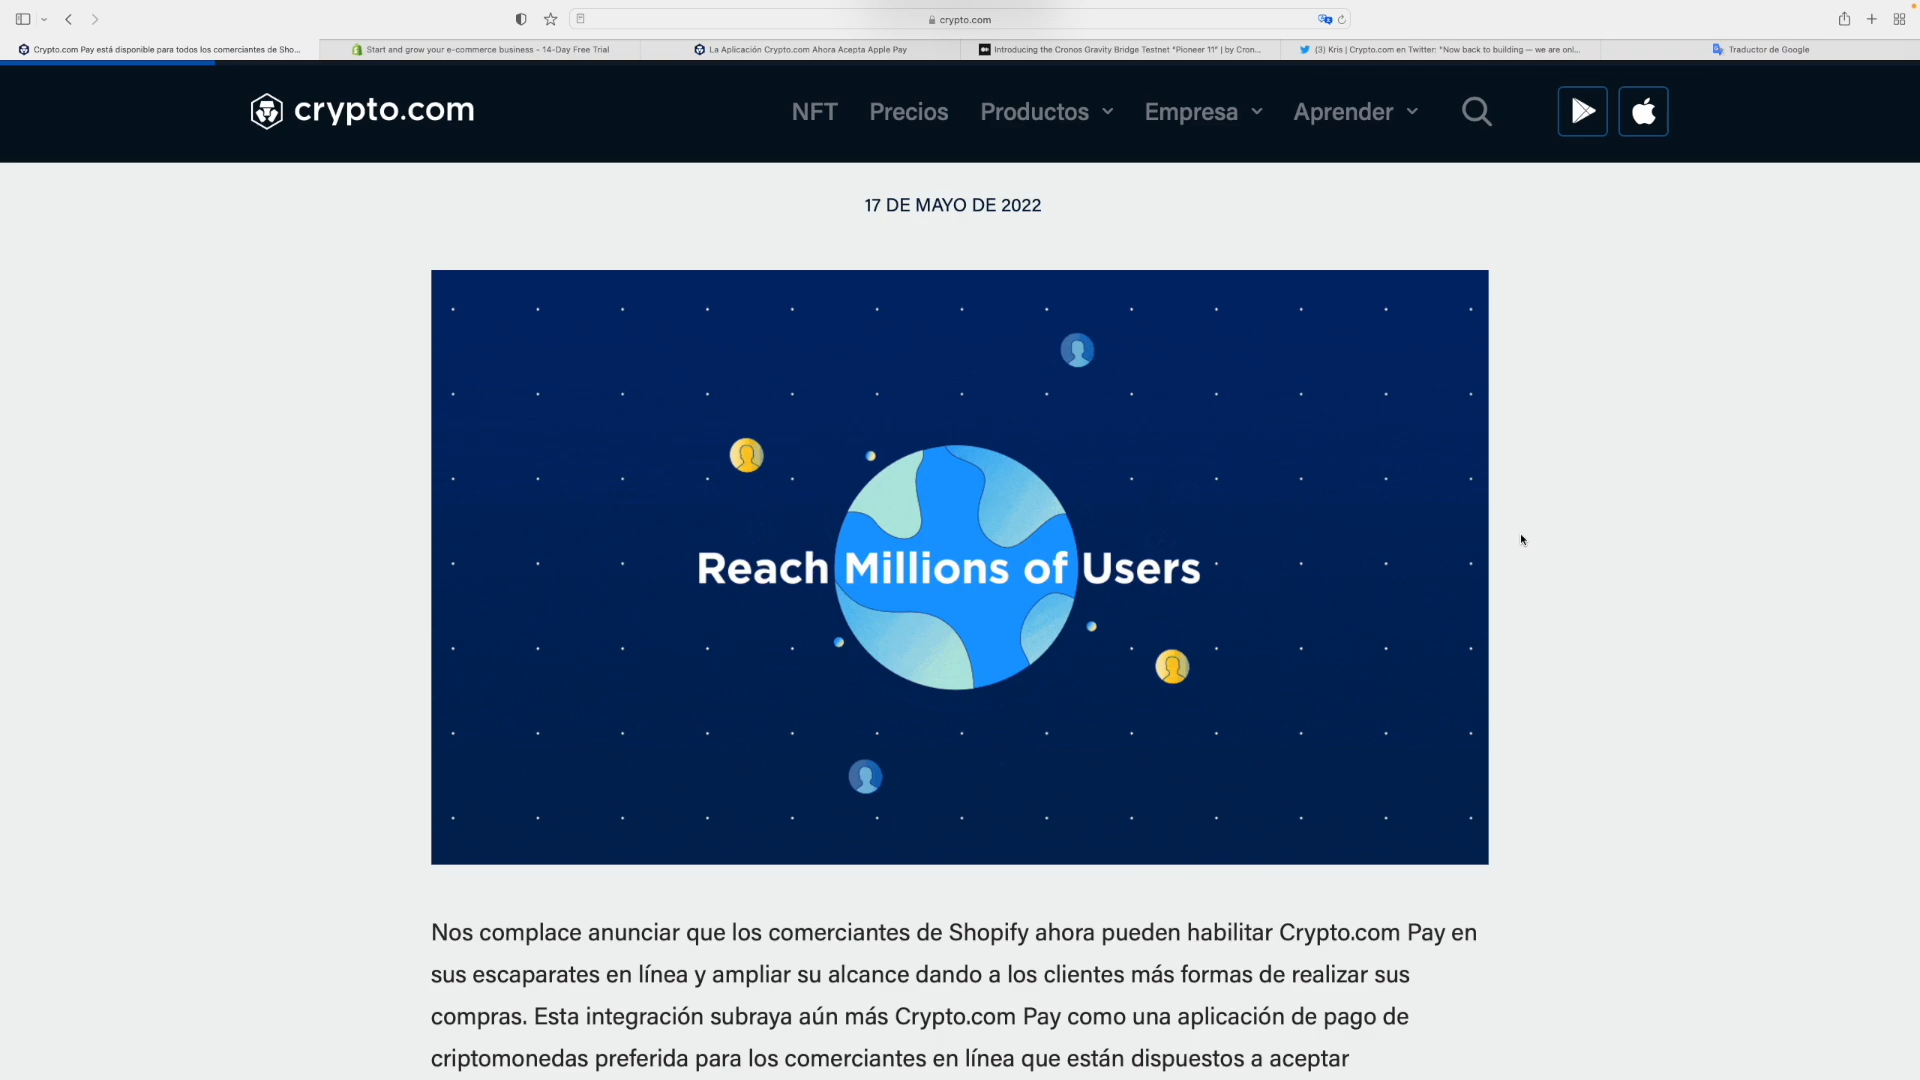 crypto.com
Crypto.com Pay está disponible para todos los comerciantes de Sho...
Start and grow your e-commerce business - 14-Day Free Trial
La Aplicación Crypto.com Ahora Acepta Apple Pay
Introducing the Cronos Gravity Bridge Testnet "Pioneer 11" | by Cron...
(3) Kris | Crypto.com en Twitter: "Now back to building — we are onl...
Traductor de Google
crypto.com
NFT
Precios
Productos
Empresa
Aprender
17 DE MAYO DE 2022
Reach Millions of Users
Nos complace anunciar que los comerciantes de Shopify ahora pueden habilitar Crypto.com Pay en
sus escaparates en línea y ampliar su alcance dando a los clientes más formas de realizar sus
compras. Esta integración subraya aún más Crypto.com Pay como una aplicación de pago de
criptomonedas preferida para los comerciantes en línea que están dispuestos a aceptar